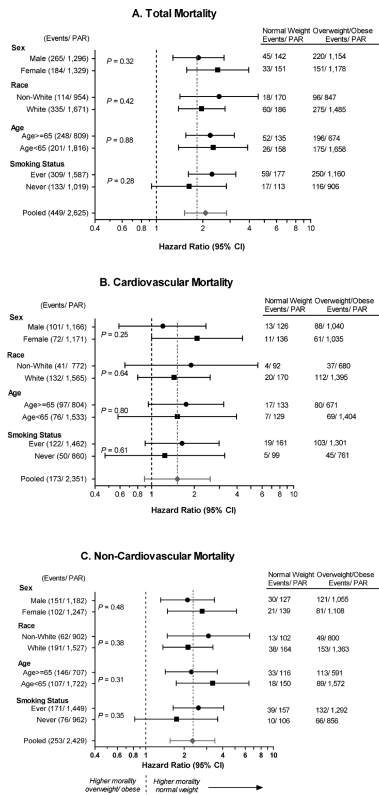 A. Total Mortality
(Events/ PAR) Normal Weight Overweight/Obese
Events/ PAR Events/ PAR
Sex
Male (265/ 1,296) P = 0.32 45/ 142 220/ 1,154
Female (184/ 1,329) 33/ 151 151/ 1,178
Race
Non-White (114/ 954) P = 0.42 18/ 170 96/ 847
White (335/ 1,671) 60/ 186 275/ 1,485
Age
Age>=65 (248/ 809) P = 0.88 52/ 135 196/ 674
Age<65 (201/ 1,816) 26/ 158 175/ 1,658
Smoking Status
Ever (309/ 1,587) P = 0.28 59/ 177 250/ 1,160
Never (133/ 1,019) 17/ 113 116/ 906
Pooled (449/ 2,625)
0.4 0.6 1 2 4 6 8 10
Hazard Ratio (95% CI)
B. Cardiovascular Mortality
(Events/ PAR) Normal Weight Overweight/Obese
Events/ PAR Events/ PAR
Sex
Male (101/ 1,166) P = 0.25 13/ 126 88/ 1,040
Female (72/ 1,171) 11/ 136 61/ 1,035
Race
Non-White (41/ 772) P = 0.64 4/ 92 37/ 680
White (132/ 1,565) 20/ 170 112/ 1,395
Age
Age>=65 (97/ 804) P = 0.80 17/ 133 80/ 671
Age<65 (76/ 1,533) 7/ 129 69/ 1,404
Smoking Status
Ever (122/ 1,462) P = 0.61 19/ 161 103/ 1,301
Never (50/ 860) 5/ 99 45/ 761
Pooled (173/ 2,351)
0.4 0.6 1 2 4 6 8 10
Hazard Ratio (95% CI)
C. Non-Cardiovascular Mortality
(Events/ PAR) Normal Weight Overweight/Obese
Events/ PAR Events/ PAR
Sex
Male (151/ 1,182) P = 0.48 30/ 127 121/ 1,055
Female (102/ 1,247) 21/ 139 81/ 1,108
Race
Non-White (62/ 902) P = 0.38 13/ 102 49/ 800
White (191/ 1,527) 38/ 164 153/ 1,363
Age
Age>=65 (146/ 707) P = 0.31 33/ 116 113/ 591
Age<65 (107/ 1,722) 18/ 150 89/ 1,572
Smoking Status
Ever (171/ 1,449) P = 0.35 39/ 157 132/ 1,292
Never (76/ 962) 10/ 106 66/ 856
Pooled (253/ 2,429)
0.4 0.6 1 2 4 6 8 10
Hazard Ratio (95% CI)
Higher morality Higher morality
overweight/ obese normal weight